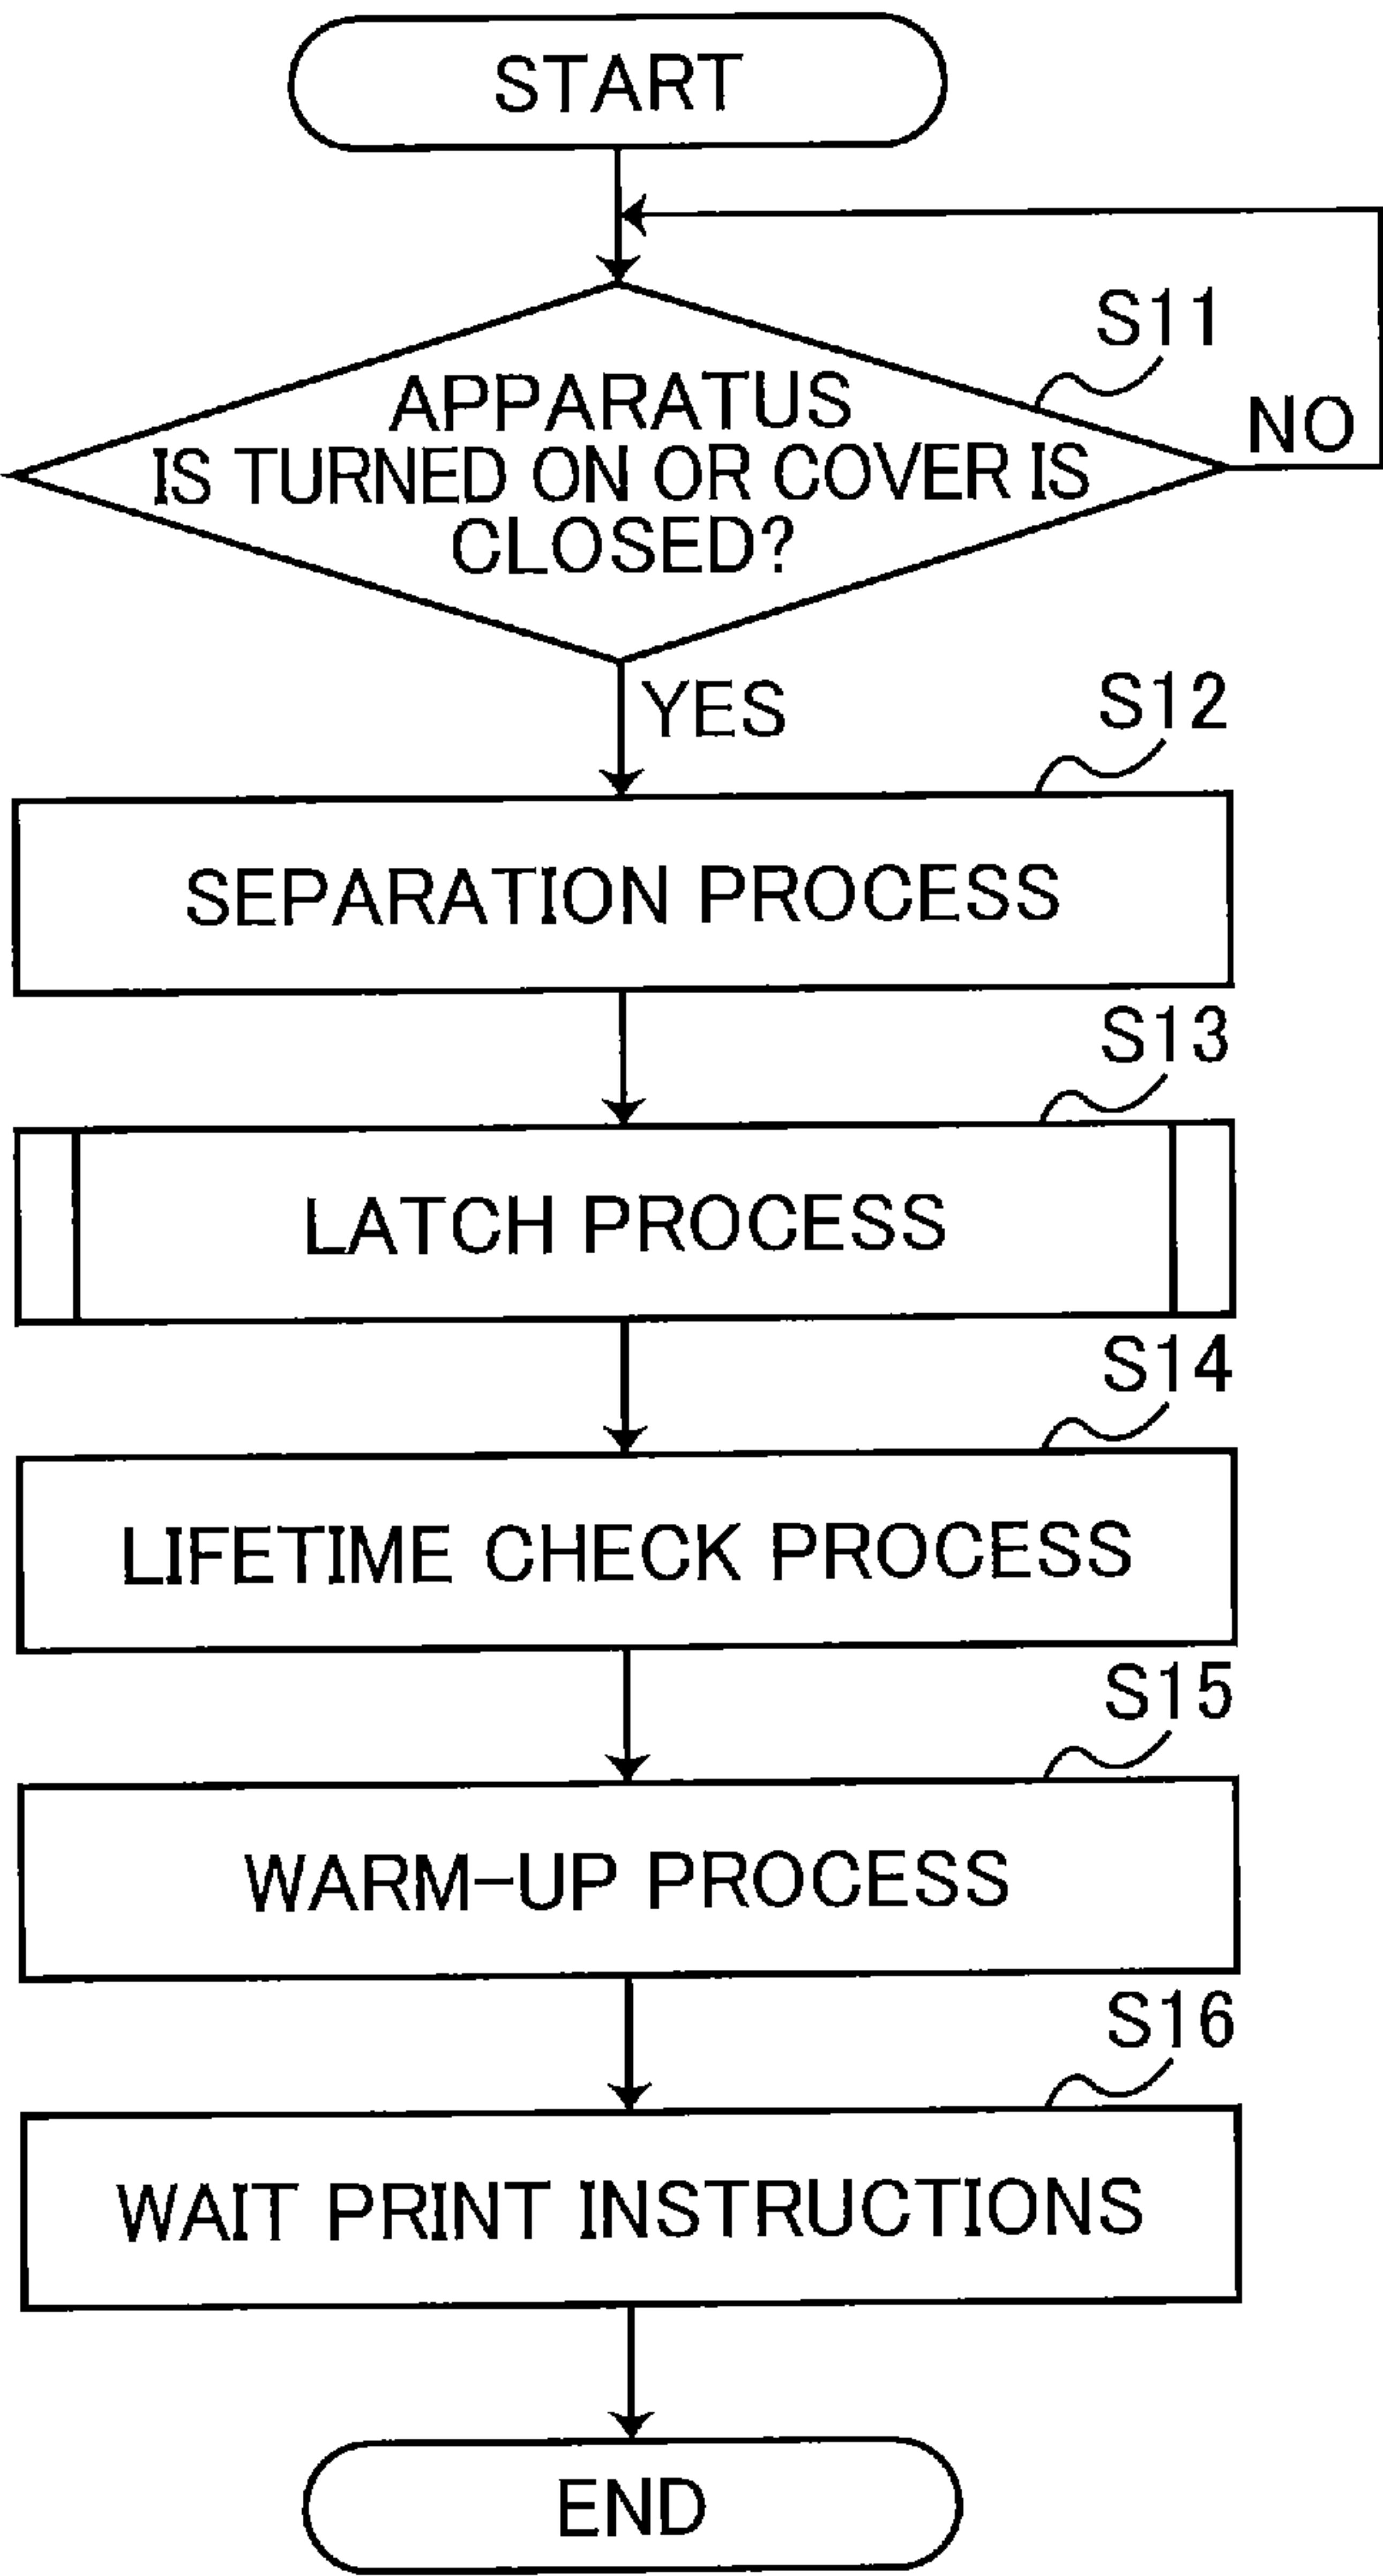 START
S11
APPARATUS
IS TURNED ON OR COVER IS
CLOSED?
NO
YES
S12
SEPARATION PROCESS
S13
LATCH PROCESS
S14
LIFETIME CHECK PROCESS
S15
WARM-UP PROCESS
S16
WAIT PRINT INSTRUCTIONS
END